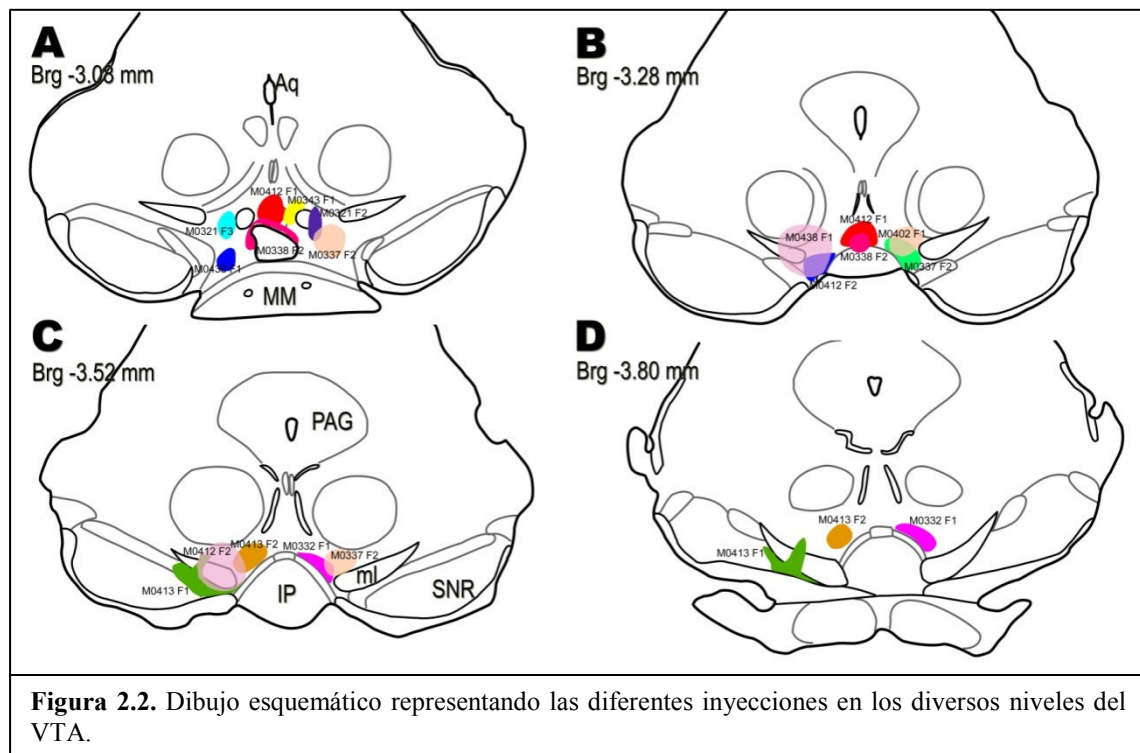 A
Brg -3.08 mm
Aq
M0412 F1
M0343 F1
M0321 F3
M0321 F2
M0338 F2
M0337 F2
MM
B
Brg -3.28 mm
M0412 F1
M0438 F1
M0402 F1
M0338 F2
M0337 F2
M0412 F2
C
Brg -3.52 mm
PAG
M0412 F2
M0413 F2
M0332 F1
M0337 F2
M0413 F1
ml
IP
SNR
D
Brg -3.80 mm
M0413 F2
M0332 F1
M0413 F1
Figura 2.2. Dibujo esquemático representando las diferentes inyecciones en los diversos niveles del
VTA.